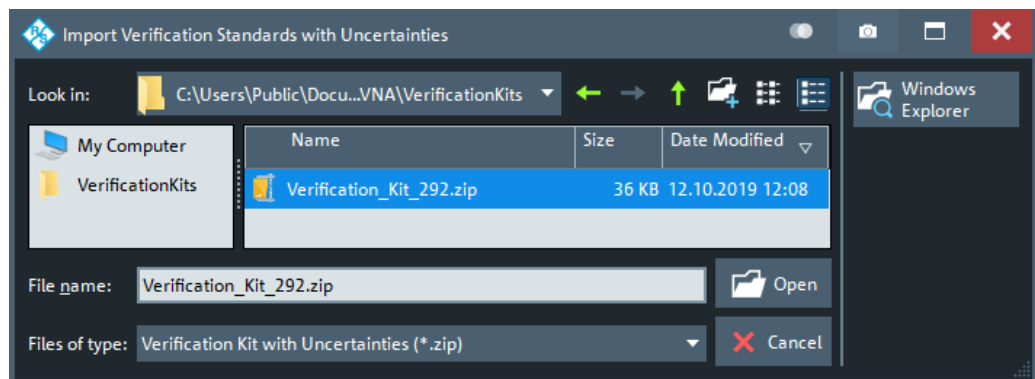 Import Verification Standards with Uncertainties
Look in:
C:\Users\Public\Docu...VNA\VerificationKits
Windows
Explorer
My Computer
VerificationKits
Name Size Date Modified
Verification_Kit_292.zip 36 KB 12.10.2019 12:08
File name: Verification_Kit_292.zip Open
Files of type: Verification Kit with Uncertainties (*.zip) Cancel